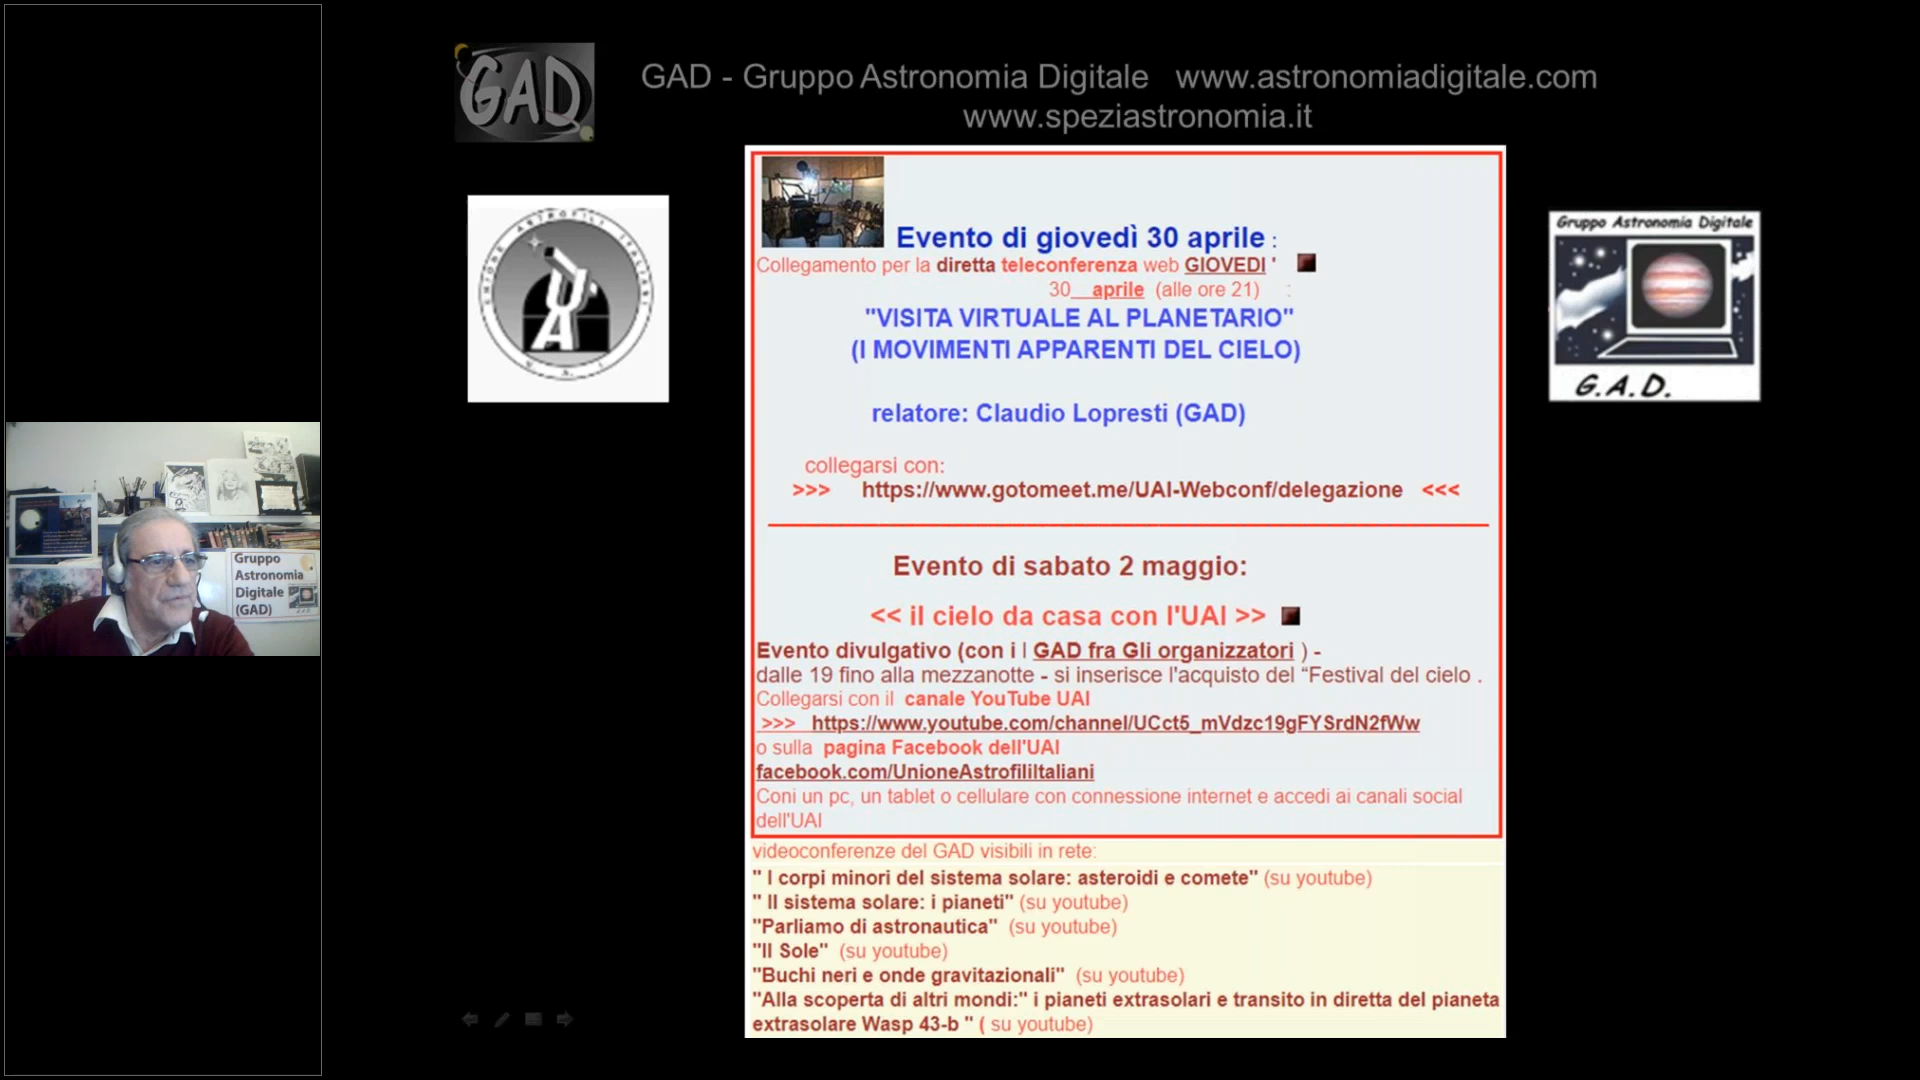 GAD
GAD - Gruppo Astronomia Digitale   www.astronomiadigitale.com
www.speziastronomia.it
UNIONE ASTROFILI ITALIANI
UAI
Gruppo Astronomia Digitale
G.A.D.
Gruppo
Astronomia
Digitale
(GAD)
Evento di giovedì 30 aprile :
Collegamento per la diretta teleconferenza web GIOVEDI '
30   aprile  (alle ore 21)   :
"VISITA VIRTUALE AL PLANETARIO"
(I MOVIMENTI APPARENTI DEL CIELO)
relatore: Claudio Lopresti (GAD)
collegarsi con:
>>>   https://www.gotomeet.me/UAI-Webconf/delegazione   <<<
Evento di sabato 2 maggio:
<< il cielo da casa con l'UAI >>
Evento divulgativo (con i l GAD fra Gli organizzatori ) -
dalle 19 fino alla mezzanotte - si inserisce l'acquisto del “Festival del cielo .
Collegarsi con il  canale YouTube UAI
>>>   https://www.youtube.com/channel/UCct5_mVdzc19gFYSrdN2fWw
o sulla  pagina Facebook dell'UAI
facebook.com/UnioneAstrofiliItaliani
Coni un pc, un tablet o cellulare con connessione internet e accedi ai canali social
dell'UAI
videoconferenze del GAD visibili in rete:
" I corpi minori del sistema solare: asteroidi e comete" (su youtube)
" Il sistema solare: i pianeti" (su youtube)
"Parliamo di astronautica"  (su youtube)
"Il Sole"  (su youtube)
"Buchi neri e onde gravitazionali"  (su youtube)
"Alla scoperta di altri mondi:" i pianeti extrasolari e transito in diretta del pianeta
extrasolare Wasp 43-b " ( su youtube)